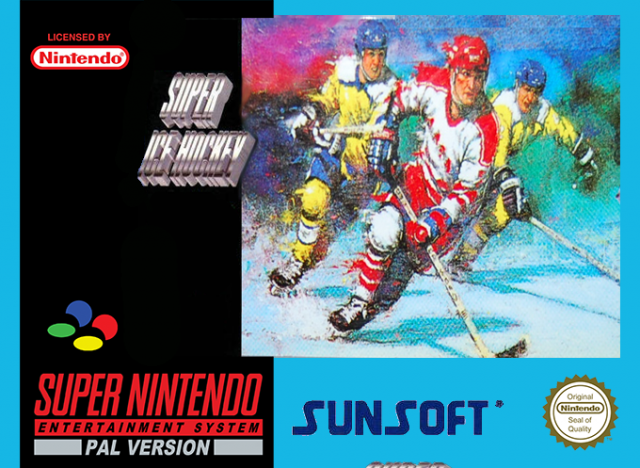 LICENSED BY
Nintendo®
SUPER
ICE HOCKEY
SUPER NINTENDO
ENTERTAINMENT SYSTEM
PAL VERSION
SUNSOFT®
Original
Nintendo
Seal of
Quality